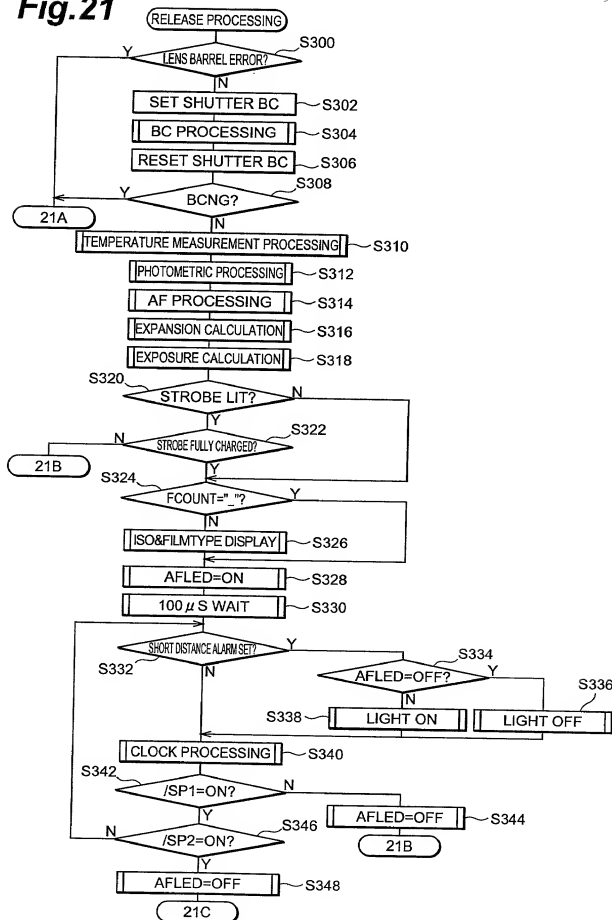 Fig.21
RELEASE PROCESSING
S300
Y
LENS BARREL ERROR?
N
SET SHUTTER BC
S302
BC PROCESSING
S304
RESET SHUTTER BC
S306
S308
Y
BCNG?
21A
N
TEMPERATURE MEASUREMENT PROCESSING
S310
PHOTOMETRIC PROCESSING
S312
AF PROCESSING
S314
EXPANSION CALCULATION
S316
EXPOSURE CALCULATION
S318
S320
STROBE LIT?
N
Y
S322
N
STROBE FULLY CHARGED?
21B
Y
S324
FCOUNT="_"?
Y
N
ISO&FILMTYPE DISPLAY
S326
AFLED=ON
S328
100μS WAIT
S330
SHORT DISTANCE ALARM SET?
Y
S332
N
S334
AFLED=OFF?
Y
N
S336
S338
LIGHT ON
LIGHT OFF
CLOCK PROCESSING
S340
S342
/SP1=ON?
N
Y
AFLED=OFF
S344
21B
S346
N
/SP2=ON?
Y
AFLED=OFF
S348
21C